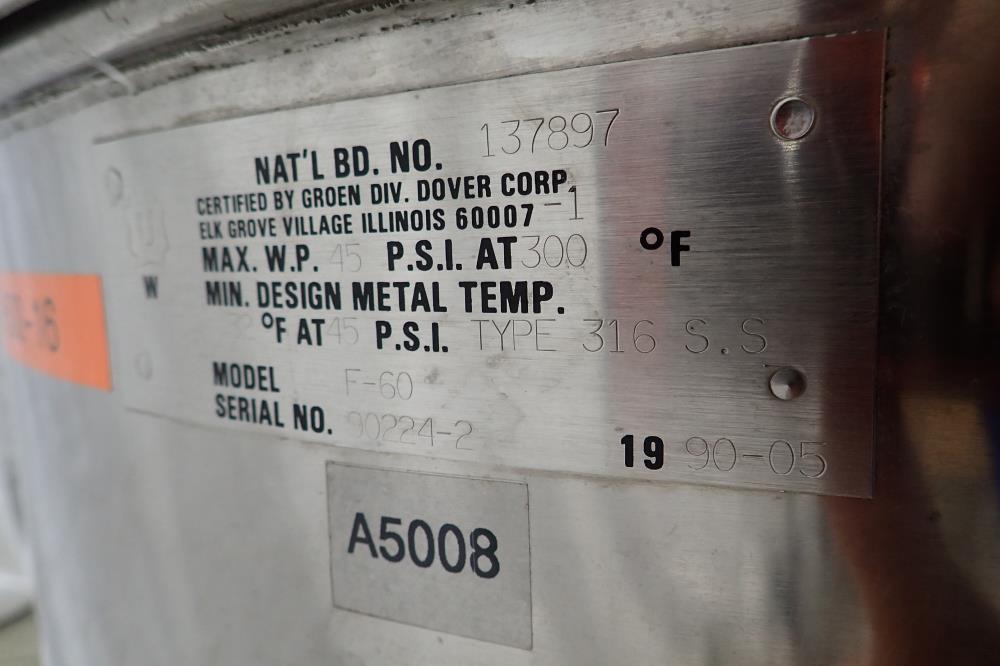 NAT'L BD. NO. 137897
CERTIFIED BY GROEN DIV. DOVER CORP.
ELK GROVE VILLAGE ILLINOIS 60007 -1
MAX. W.P. 45 P.S.I. AT 300 °F
W
MIN. DESIGN METAL TEMP.
°F AT 45 P.S.I. TYPE 316 S.S
MODEL F-60
SERIAL NO. 90224-2
19 90-05
A5008